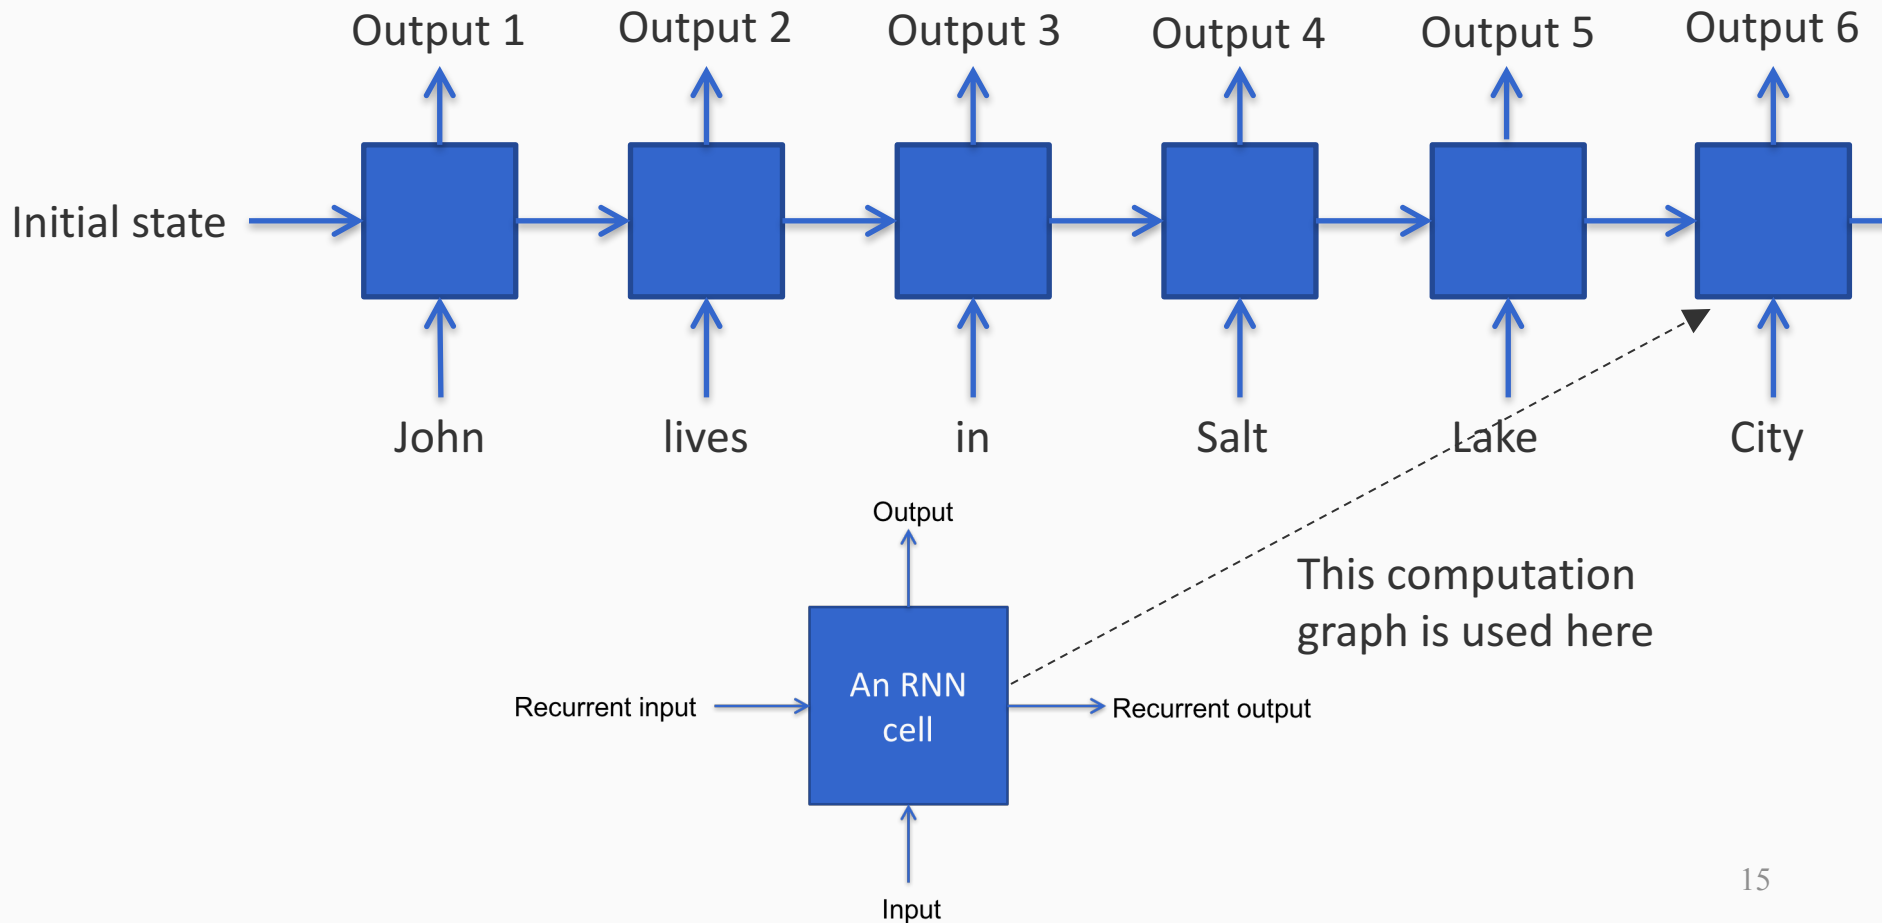 Output 1 Output 2 Output 3 Output 4 Output 5 Output 6
Initial state
John lives in Salt Lake City
Output
This computation
graph is used here
An RNN
cell
Recurrent input
Recurrent output
Input
15